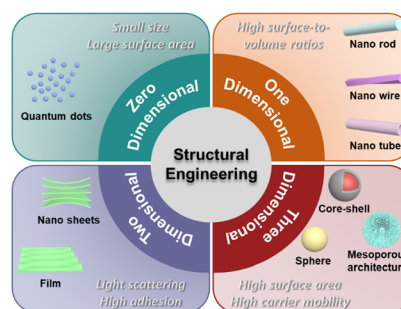 Small size
Large surface area
Quantum dots
Zero
Dimensional
High surface-to-
volume ratios
Nano rod
Nano wire
Nano tube
One
Dimensional
Structural
Engineering
Nano sheets
Film
Two
Dimensional
Light scattering
High adhesion
Three
Dimensional
Core-shell
Sphere
Mesoporous
architecture
High surface area
High carrier mobility